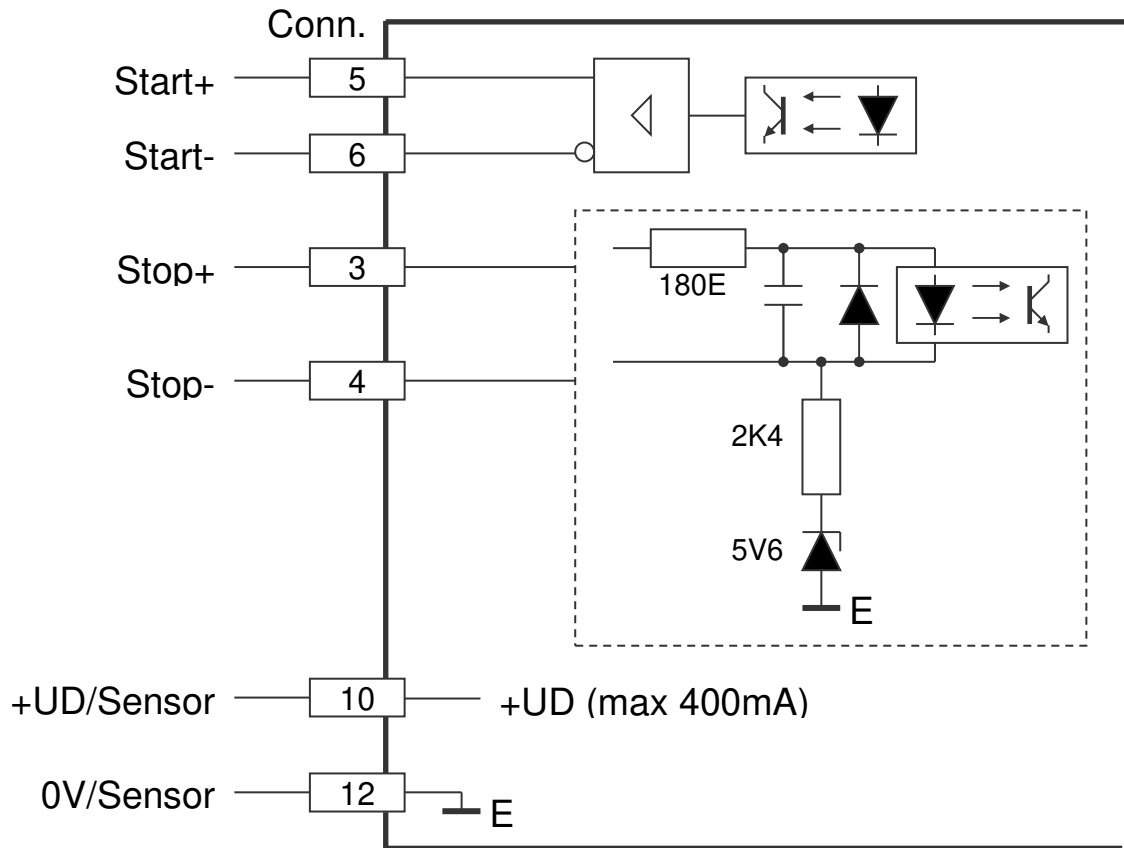 Conn.
Start+ 5
Start- 6
Stop+ 3
180E
Stop- 4
2K4
5V6
E
+UD/Sensor 10 +UD (max 400mA)
0V/Sensor 12 E